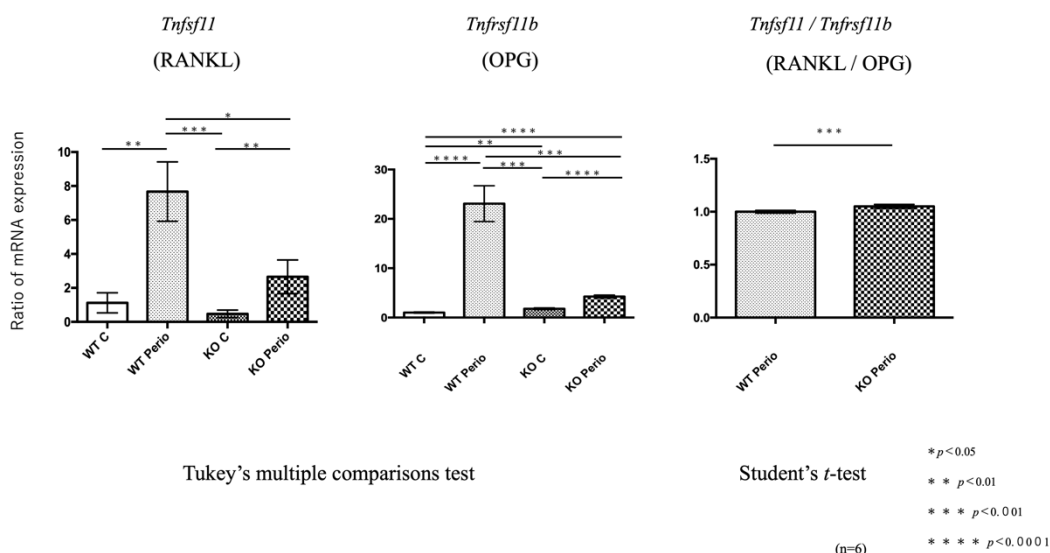 Tnfsf11
(RANKL)
Tnfrsf11b
(OPG)
Tnfsf11 / Tnfrsf11b
(RANKL / OPG)
Ratio of mRNA expression
*
***
** **
10
8
6
4
2
0
WT C
WT Perio
KO C
KO Perio
****
**
***
**** ***
****
30
20
10
0
WT C
WT Perio
KO C
KO Perio
***
1.5
1.0
0.5
0.0
WT Perio
KO Perio
Tukey’s multiple comparisons test
Student’s t-test
* p<0.05
* * p<0.01
* * * p<0.001
* * * * p<0.0001
(n=6)